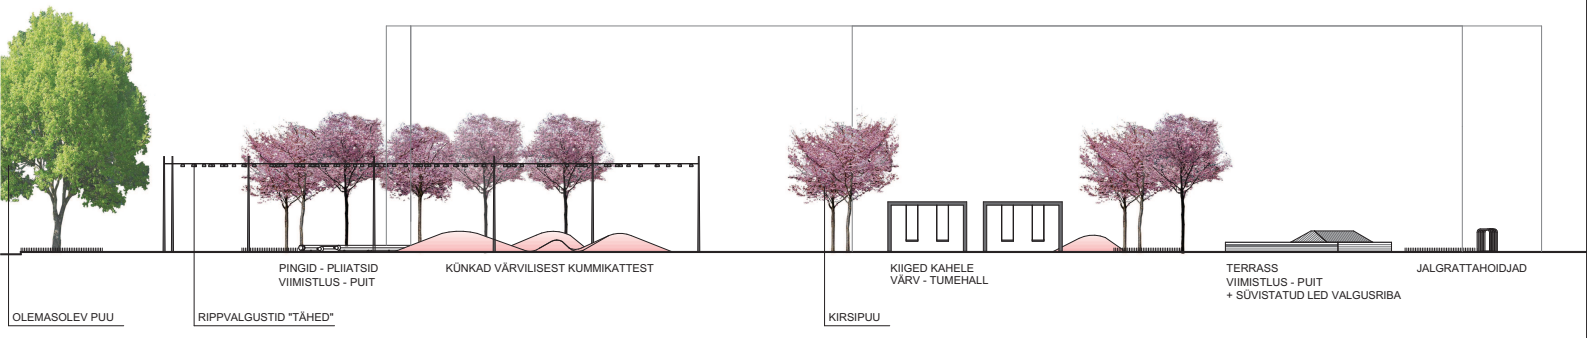 PINGID - PLIIATSID
VIIMISTLUS - PUIT
KÜNKAD VÄRVILISEST KUMMIKATTEST
KIIGED KAHELE
VÄRV - TUMEHALL
TERRASS
VIIMISTLUS - PUIT
+ SÜVISTATUD LED VALGUSRIBA
JALGRATTAHOIDJAD
OLEMASOLEV PUU
RIPPVALGUSTID "TÄHED"
KIRSIPUU